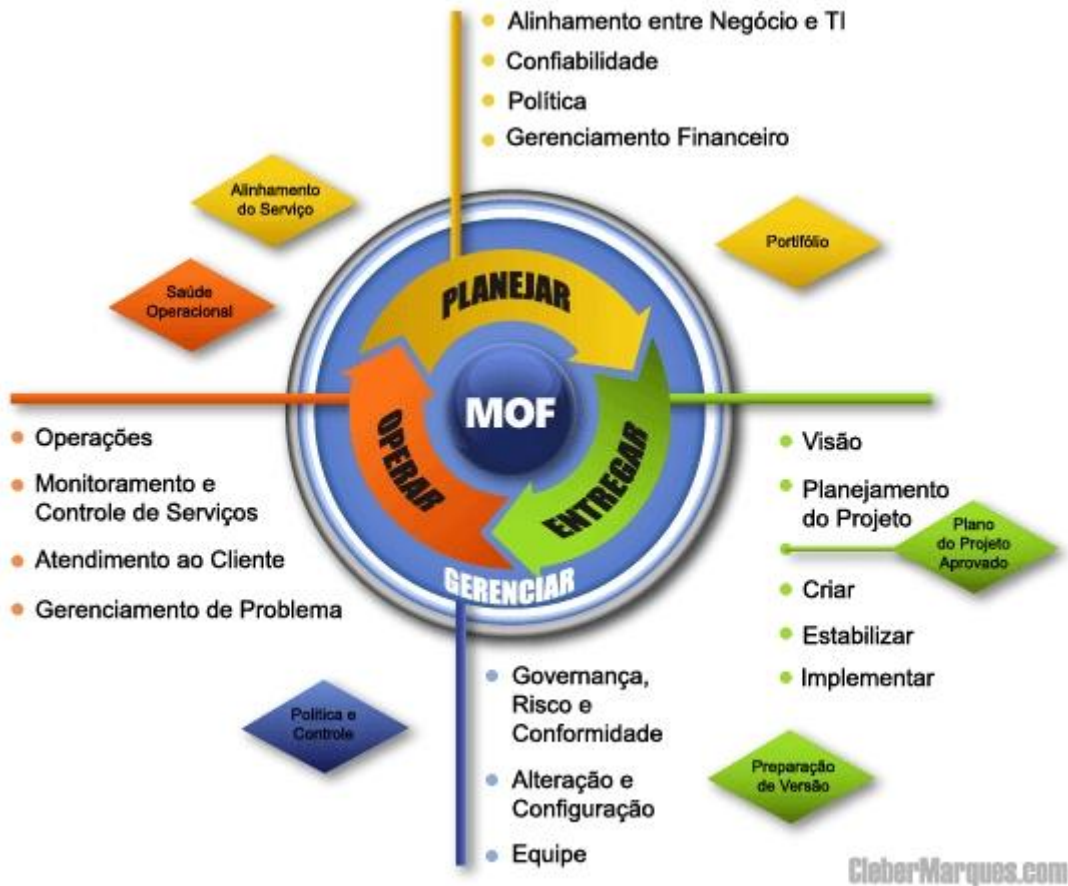 Alinhamento entre Negócio e TI
Confiabilidade
Política
Gerenciamento Financeiro
Alinhamento
do Serviço
Portifólio
Saúde
Operacional
PLANEJAR
MOF
OPERAR
ENTREGAR
GERENCIAR
Operações
Monitoramento e
Controle de Serviços
Atendimento ao Cliente
Gerenciamento de Problema
Visão
Planejamento
do Projeto
Plano
do Projeto
Aprovado
Criar
Estabilizar
Implementar
Política e
Controle
Governança,
Risco e
Conformidade
Alteração e
Configuração
Equipe
Preparação
de Versão
CleberMarques.com